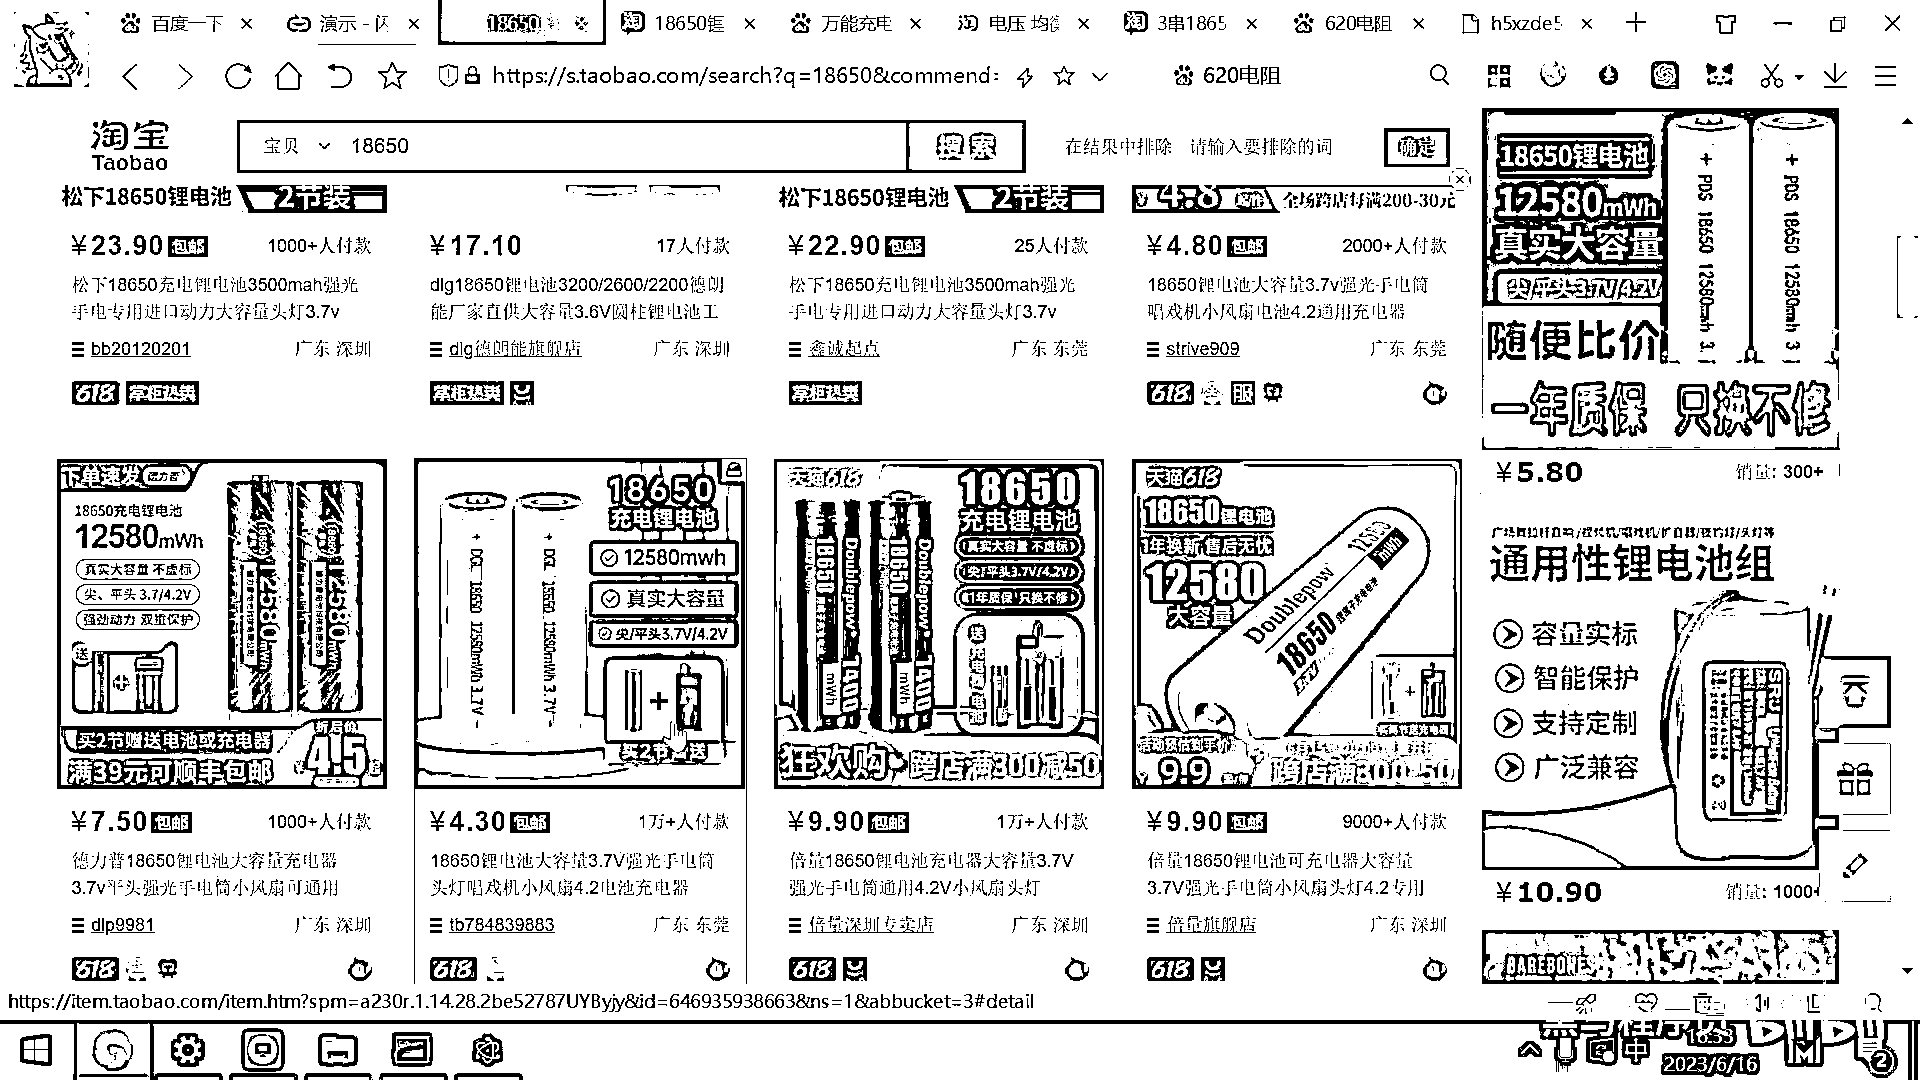 百度一下
演示 - 闪
18650
18650锂
万能充电
电压 均衡
3串1865
620电阻
h5xzde5
https://s.taobao.com/search?q=18650&commend:
620电阻
淘宝
Taobao
宝贝
18650
搜索
在结果中排除
请输入要排除的词
确定
松下18650锂电池
2节装
松下18650锂电池
2节装
￥4.8
全场跨店每满200-30元
￥23.90 包邮
1000+人付款
松下18650充电锂电池3500mah强光
手电专用进口动力大容量头灯3.7v
bb20120201
广东 深圳
618 掌柜热卖
￥17.10
17人付款
dlg18650锂电池3200/2600/2200德朗
能厂家直供大容量3.6V圆柱锂电池工
dlg德朗能旗舰店
广东 深圳
掌柜热卖
￥22.90 包邮
25人付款
松下18650充电锂电池3500mah强光
手电专用进口动力大容量头灯3.7v
鑫诚起点
广东 东莞
掌柜热卖
￥4.80 包邮
2000+人付款
18650锂电池大容量3.7v强光手电筒
唱戏机小风扇电池4.2通用充电器
strive909
广东 东莞
618 服
下单速发
18650充电锂电池
12580mWh
真实大容量 不虚标
尖、平头 3.7/4.2V
强劲动力 双重保护
送
买2节赠送电池或充电器
满39元可顺丰包邮
4.5
￥7.50 包邮
1000+人付款
德力普18650锂电池大容量充电器
3.7v平头强光手电筒小风扇可通用
dlp9981
广东 深圳
618
18650
充电锂电池
12580mwh
真实大容量
尖/平头3.7V/4.2V
+ DGL 18650 12580mWh 3.7V -
+ DGL 18650 12580mWh 3.7V -
￥4.30 包邮
1万+人付款
18650锂电池大容量3.7V强光手电筒
头灯唱戏机小风扇4.2电池充电器
tb784839883
广东 东莞
618
天猫618
18650
充电锂电池
真实大容量 不虚标
尖/平头3.7V/4.2V
1年质保 只换不修
Doublepow
18650
狂欢购
跨店满300减50
￥9.90 包邮
1万+人付款
倍量18650锂电池充电器大容量3.7V
强光手电筒通用4.2V小风扇头灯
倍量深圳专卖店
广东 深圳
618
天猫618
18650锂电池
1年换新 售后无忧
12580
大容量
Doublepow
18650
12580
mWh
9.9
￥9.90 包邮
9000+人付款
倍量18650锂电池可充电器大容量
3.7V强光手电筒小风扇头灯4.2专用
倍量旗舰店
广东 深圳
618
18650锂电池
12580mWh
真实大容量
尖/平头3.7V/4.2V
随便比价
一年质保 只换不修
+ PDS 18650 12580mWh 3.
+ PDS 18650 12580mWh 3
￥5.80
销量: 300+
通用性锂电池组
容量实标
智能保护
支持定制
广泛兼容
￥10.90
销量: 1000+
BAREBONES
https://item.taobao.com/item.htm?spm=a230r.1.14.28.2be52787UYByjy&id=646935938663&ns=1&abbucket=3#detail
中
16:53
2023/6/16
2